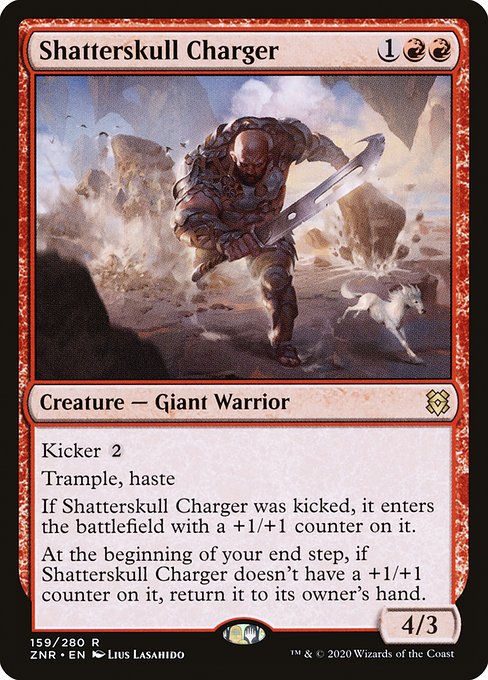 Shatterskull Charger 1
Creature — Giant Warrior
Kicker 2
Trample, haste
If Shatterskull Charger was kicked, it enters
the battlefield with a +1/+1 counter on it.
At the beginning of your end step, if
Shatterskull Charger doesn't have a +1/+1
counter on it, return it to its owner's hand.
4/3
159/280 R
ZNR • EN Lius Lasahido
™ & © 2020 Wizards of the Coast